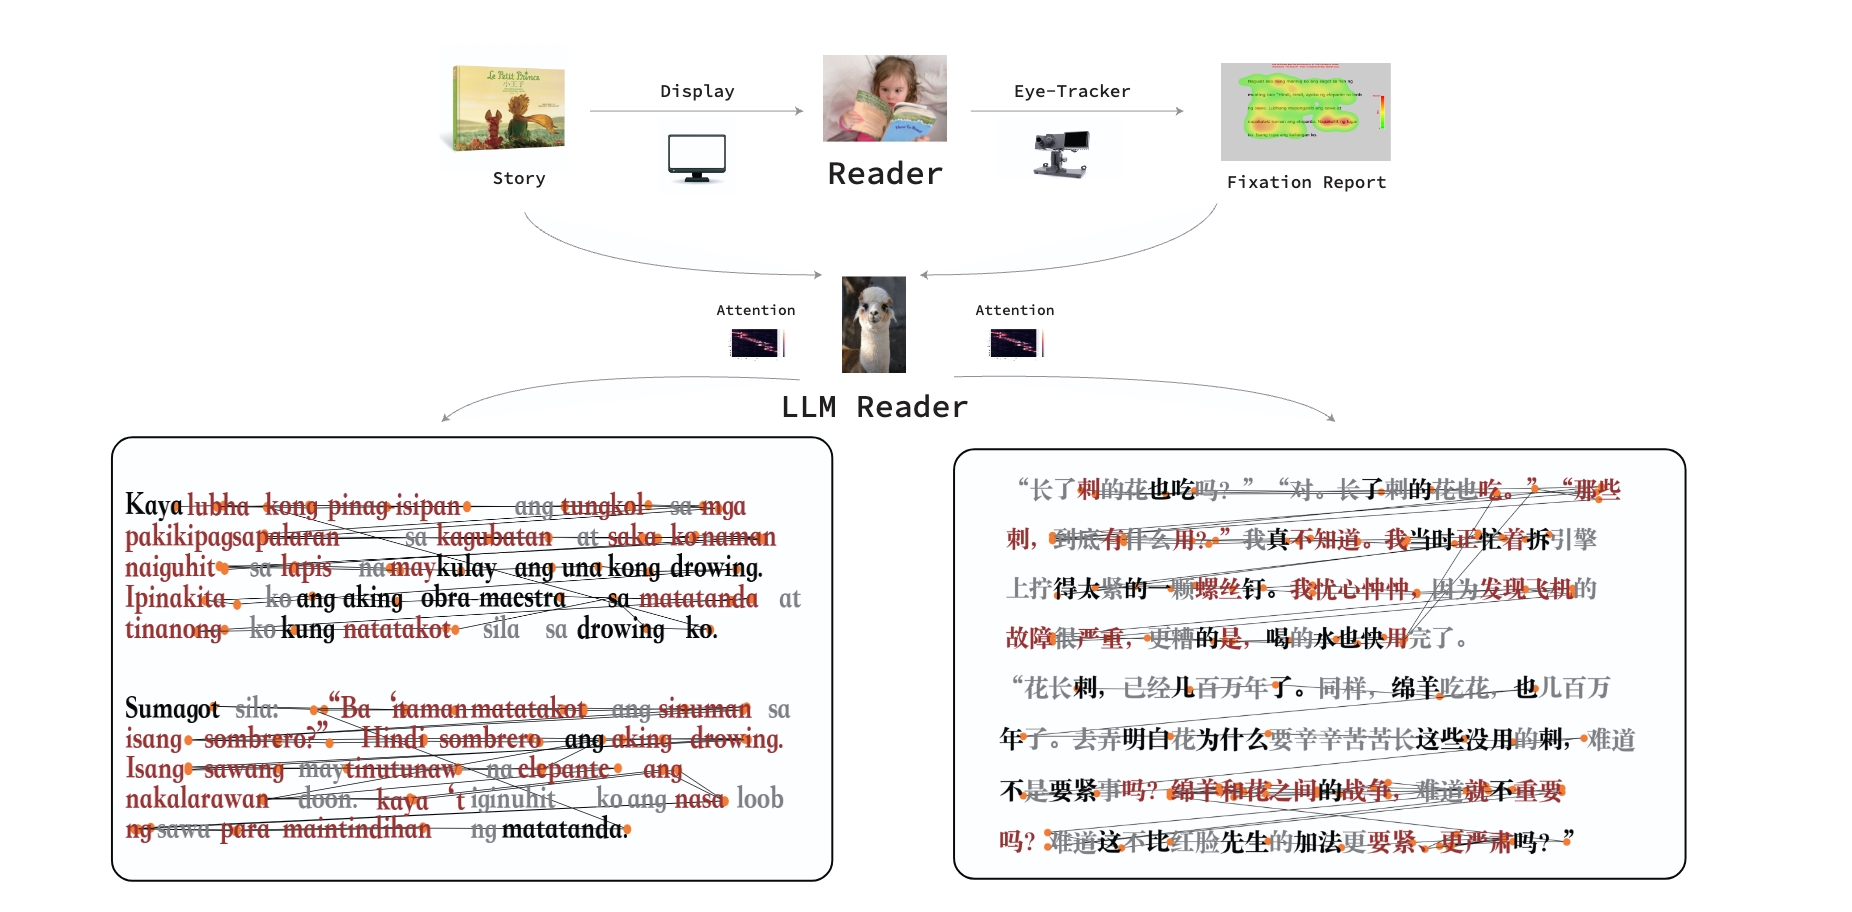 Le Petit Prince
小王子
Display
Eye-Tracker
Story
Reader
Fixation Report
Attention
Attention
LLM Reader
Kaya lubha kong pinag-isipan ang tungkol sa mga
pakikipagsapalaran sa kagubatan at saka ko naman
naiguhit sa lapis na may kulay ang una kong drowing.
Ipinakita ko ang aking obra maestra sa matatanda at
tinanong ko kung natatakot sila sa drowing ko.
Sumagot sila: “Ba ‘t naman matatakot ang sinuman sa
isang sombrero?” Hindi sombrero ang aking drowing.
Isang sawang may tinutunaw na elepante ang
nakalarawan doon. kaya ‘t iginuhit ko ang nasa loob
ng sawa para maintindihan ng matatanda.
“长了刺的花也吃吗？”“对。长了刺的花也吃。”“那些
刺，到底有什么用？”我真不知道。我当时正忙着拆引擎
上拧得太紧的一颗螺丝钉。我忧心忡忡，因为发现飞机的
故障很严重，更糟的是，喝的水也快用完了。
“花长刺，已经几百万年了。同样，绵羊吃花，也几百万
年了。去弄明白花为什么要辛辛苦苦长这些没用的刺，难道
不是要紧事吗？绵羊和花之间的战争，难道就不重要
吗？难道这不比红脸先生的加法更要紧、更严肃吗？”